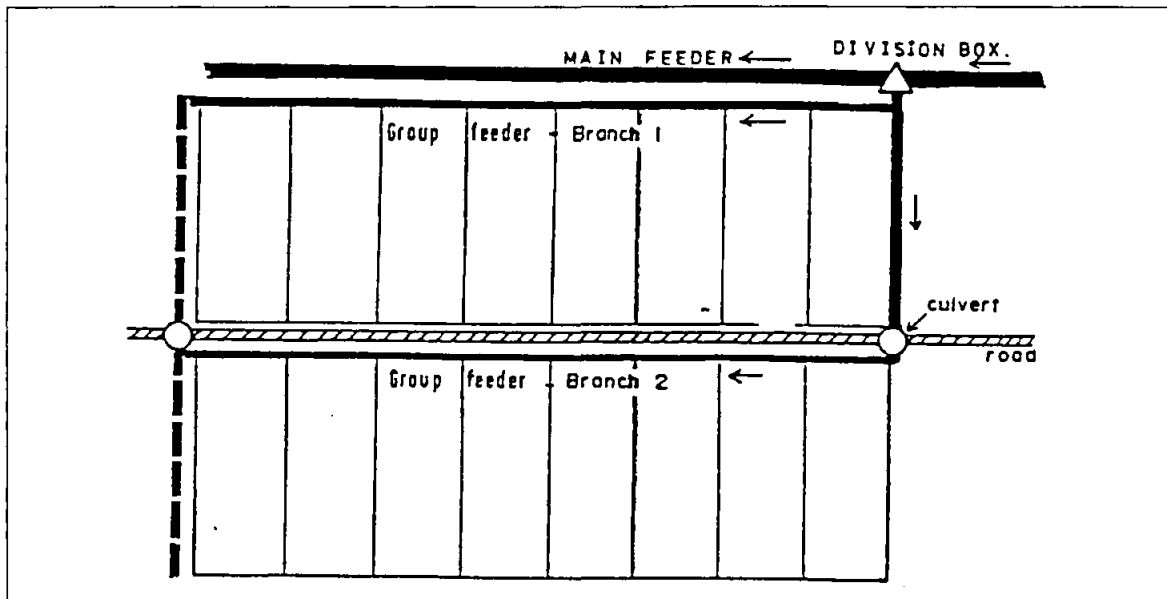 DIVISION BOX.
MAIN FEEDER
Group feeder - Branch 1
culvert
road
Group feeder - Branch 2